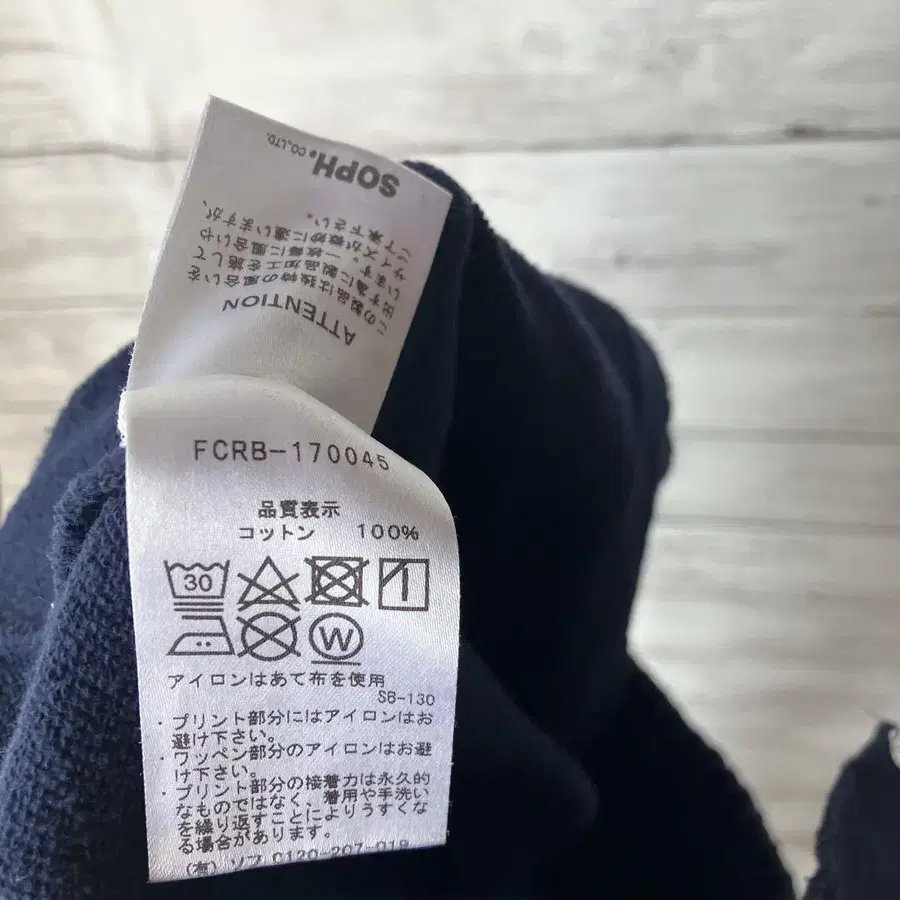 ATTENTION
この製品は独特の風合いを
出す為に製品加工を施して
います。一枚毎に風合いや
サイズが微妙に違いますが、
ご了承下さい。
SOPH. CO.,LTD.
FCRB-170045
品質表示
コットン 100%
30
W
アイロンはあて布を使用
SB-130
・プリント部分にはアイロンはお
避け下さい。
・ワッペン部分のアイロンはお避
け下さい。
・プリント部分の接着力は永久的
なものではなく、着用や手洗い
を繰り返すことによりうすくな
る場合があります。
(有) ソフ 0120-207-019